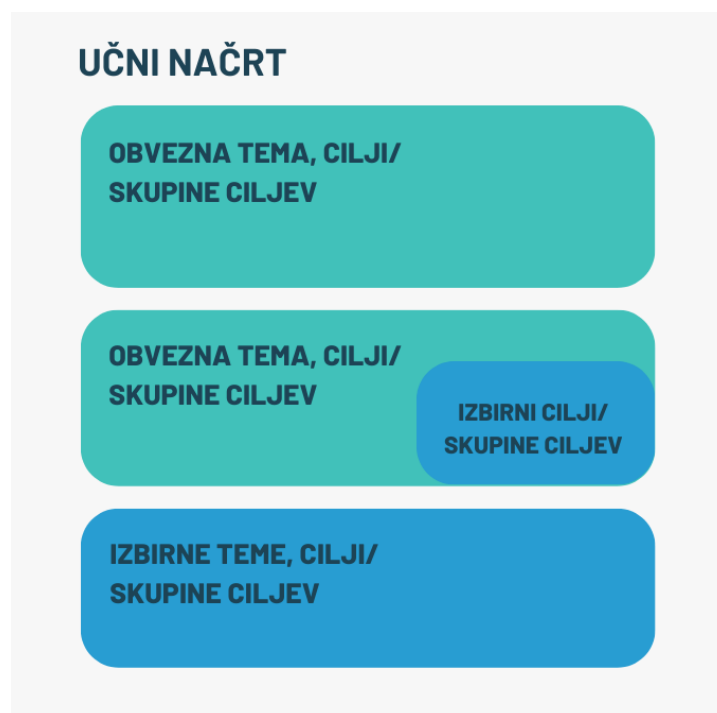 UČNI NAČRT
OBVEZNA TEMA, CILJI/
SKUPINE CILJEV
OBVEZNA TEMA, CILJI/
SKUPINE CILJEV
IZBIRNI CILJI/
SKUPINE CILJEV
IZBIRNE TEME, CILJI/
SKUPINE CILJEV